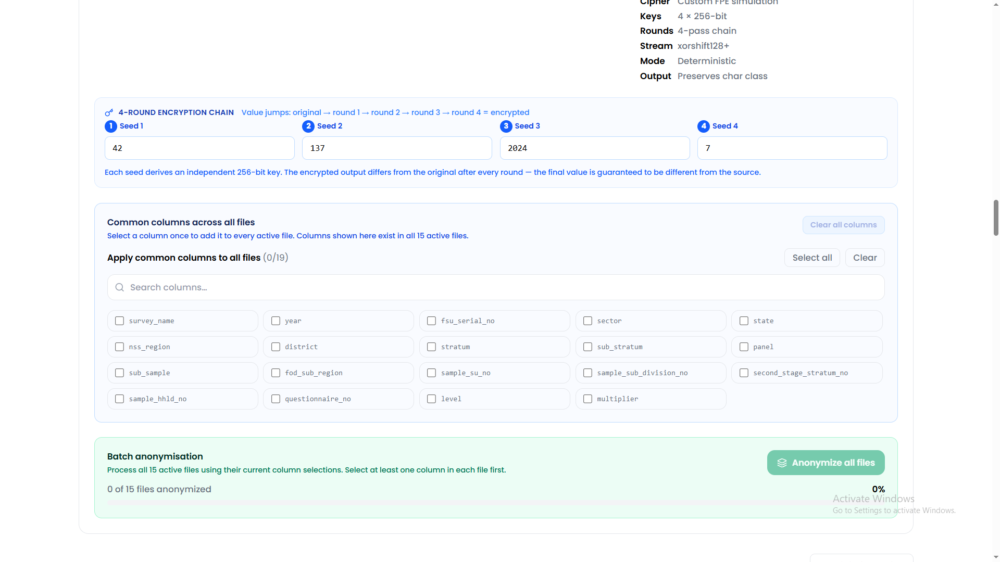 Cipher Custom FPE simulation
Keys 4 × 256-bit
Rounds 4-pass chain
Stream xorshift128+
Mode Deterministic
Output Preserves char class
4-ROUND ENCRYPTION CHAIN Value jumps: original → round 1 → round 2 → round 3 → round 4 = encrypted
1 Seed 1 2 Seed 2 3 Seed 3 4 Seed 4
42 137 2024 7
Each seed derives an independent 256-bit key. The encrypted output differs from the original after every round — the final value is guaranteed to be different from the source.
Common columns across all files
Clear all columns
Select a column once to add it to every active file. Columns shown here exist in all 15 active files.
Apply common columns to all files (0/19) Select all Clear
Search columns...
survey_name year fsu_serial_no sector state
nss_region district stratum sub_stratum panel
sub_sample fod_sub_region sample_su_no sample_sub_division_no second_stage_stratum_no
sample_hhld_no questionnaire_no level multiplier
Batch anonymisation
Anonymize all files
Process all 15 active files using their current column selections. Select at least one column in each file first.
0 of 15 files anonymized 0%
Activate Windows
Go to Settings to activate Windows.